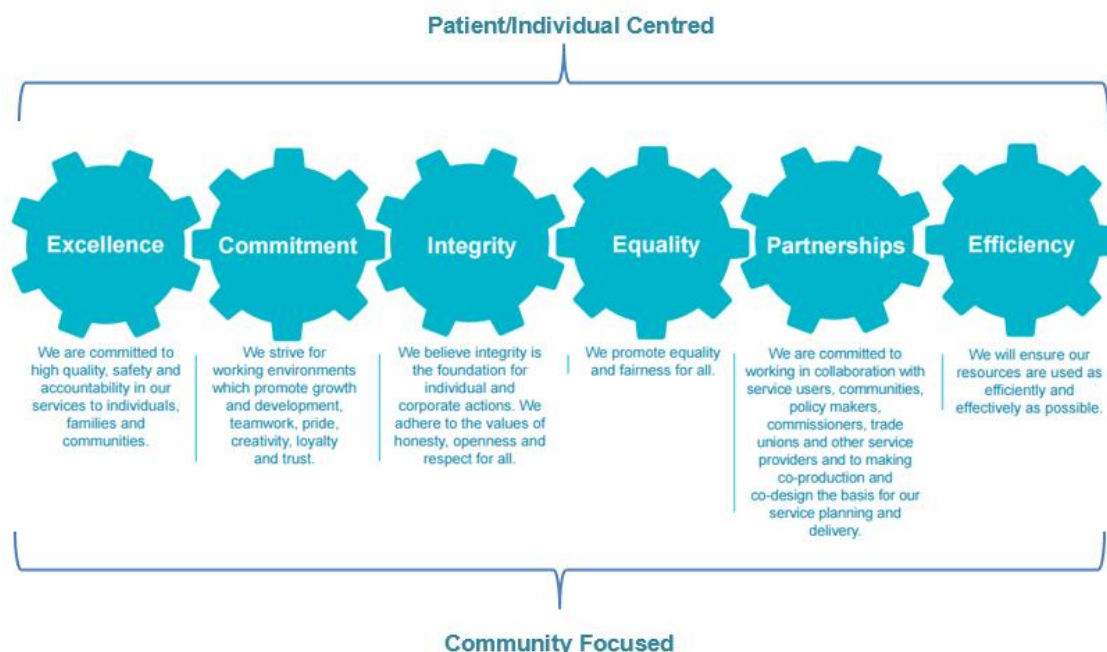 Patient/Individual Centred
Excellence
Commitment
Integrity
Equality
Partnerships
Efficiency
We are committed to
high quality, safety and
accountability in our
services to individuals,
families and
communities.
We strive for
working environments
which promote growth
and development,
teamwork, pride,
creativity, loyalty
and trust.
We believe integrity is
the foundation for
individual and
corporate actions. We
adhere to the values of
honesty, openness and
respect for all.
We promote equality
and fairness for all.
We are committed to
working in collaboration with
service users, communities,
policy makers,
commissioners, trade
unions and other service
providers and to making
co-production and
co-design the basis for our
service planning and
delivery.
We will ensure our
resources are used as
efficiently and
effectively as possible.
Community Focused